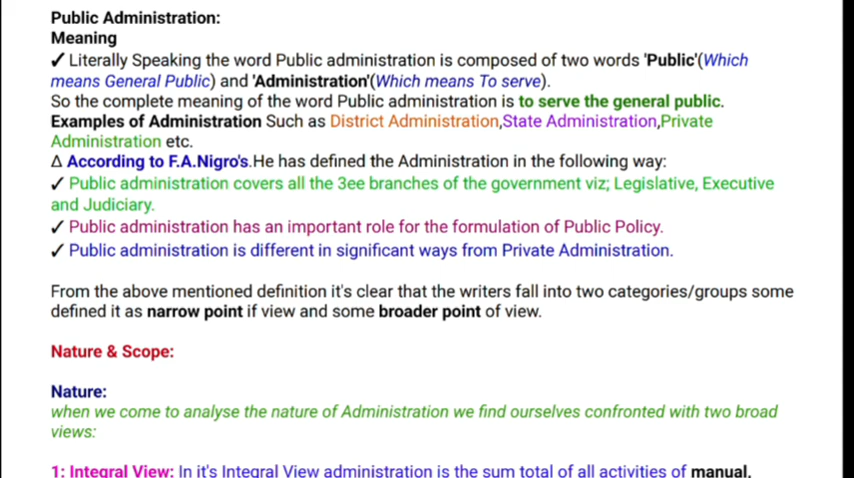 Public Administration:
Meaning
✓ Literally Speaking the word Public administration is composed of two words 'Public'(Which
means General Public) and 'Administration'(Which means To serve).
So the complete meaning of the word Public administration is to serve the general public.
Examples of Administration Such as District Administration,State Administration,Private
Administration etc.
Δ According to F.A.Nigro's.He has defined the Administration in the following way:
✓ Public administration covers all the 3ee branches of the government viz; Legislative, Executive
and Judiciary.
✓ Public administration has an important role for the formulation of Public Policy.
✓ Public administration is different in significant ways from Private Administration.
From the above mentioned definition it's clear that the writers fall into two categories/groups some
defined it as narrow point if view and some broader point of view.
Nature & Scope:
Nature:
when we come to analyse the nature of Administration we find ourselves confronted with two broad
views:
1: Integral View: In it's Integral View administration is the sum total of all activities of manual,